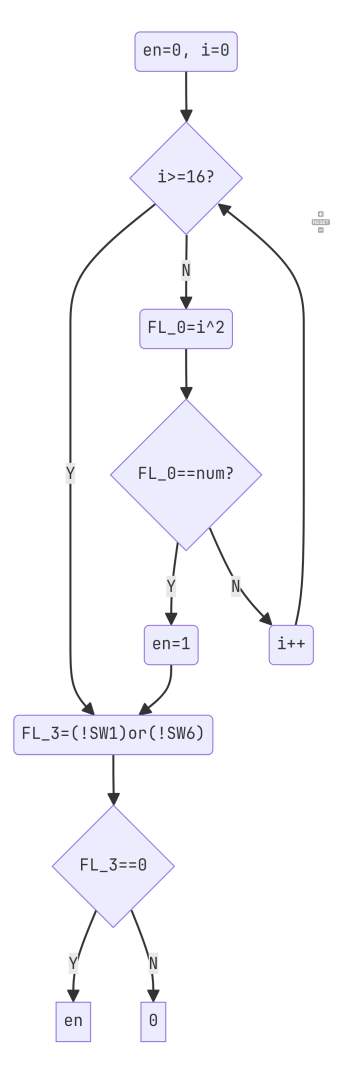 en=0, i=0
i>=16?
N
FL_0=i^2
FL_0==num?
Y
Y
N
en=1
i++
FL_3=(!SW1)or(!SW6)
FL_3==0
Y
N
en
0